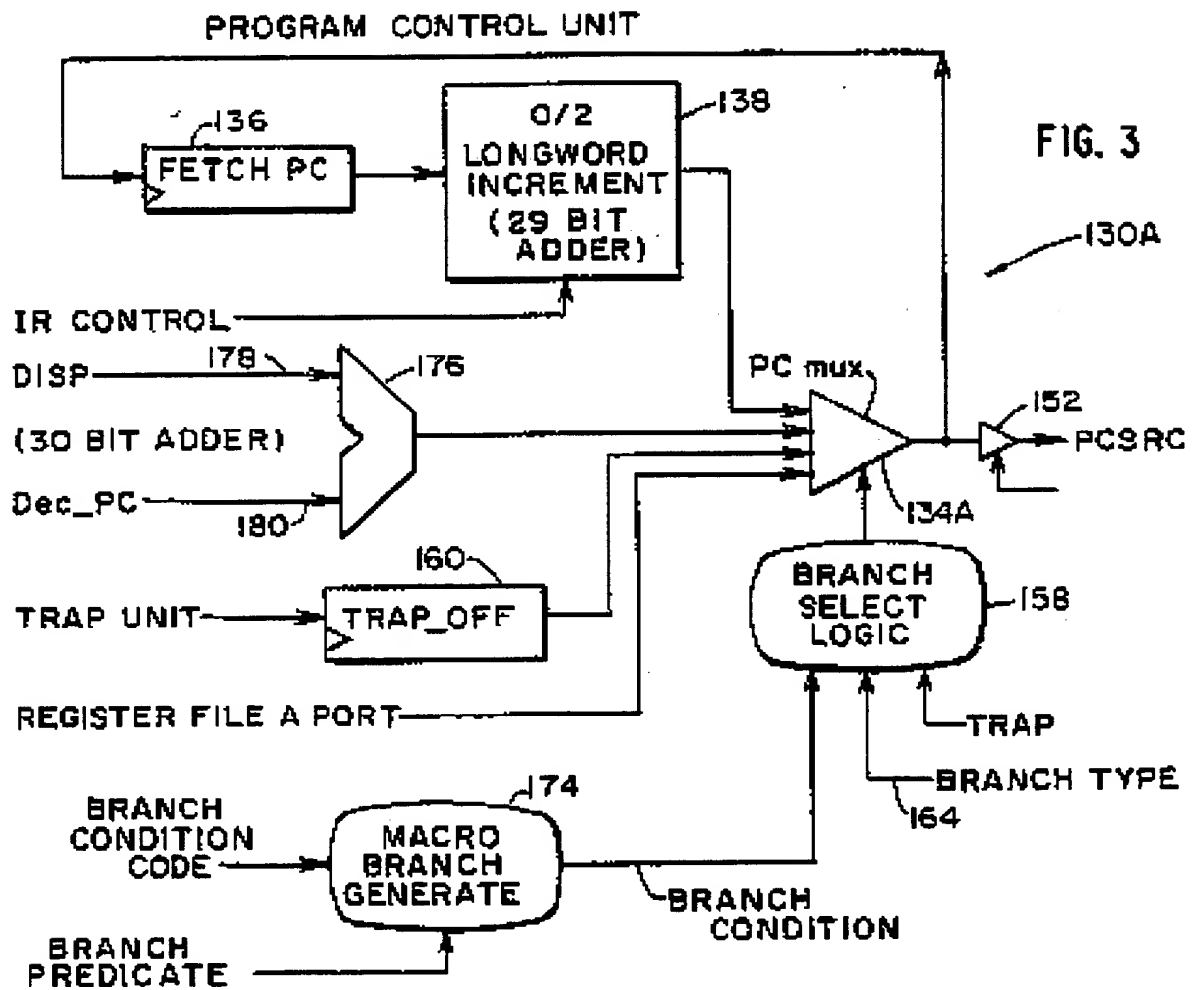 PROGRAM CONTROL UNIT
FIG. 3
130A
136
FETCH PC
138
0/2
LONGWORD
INCREMENT
(29 BIT
ADDER)
IR CONTROL
DISP
178
176
(30 BIT ADDER)
Dec_PC
180
PC mux
134A
152
PCSRC
TRAP UNIT
160
TRAP_OFF
BRANCH
SELECT
LOGIC
158
REGISTER FILE A PORT
TRAP
BRANCH TYPE
164
BRANCH
CONDITION
CODE
174
MACRO
BRANCH
GENERATE
BRANCH
CONDITION
BRANCH
PREDICATE